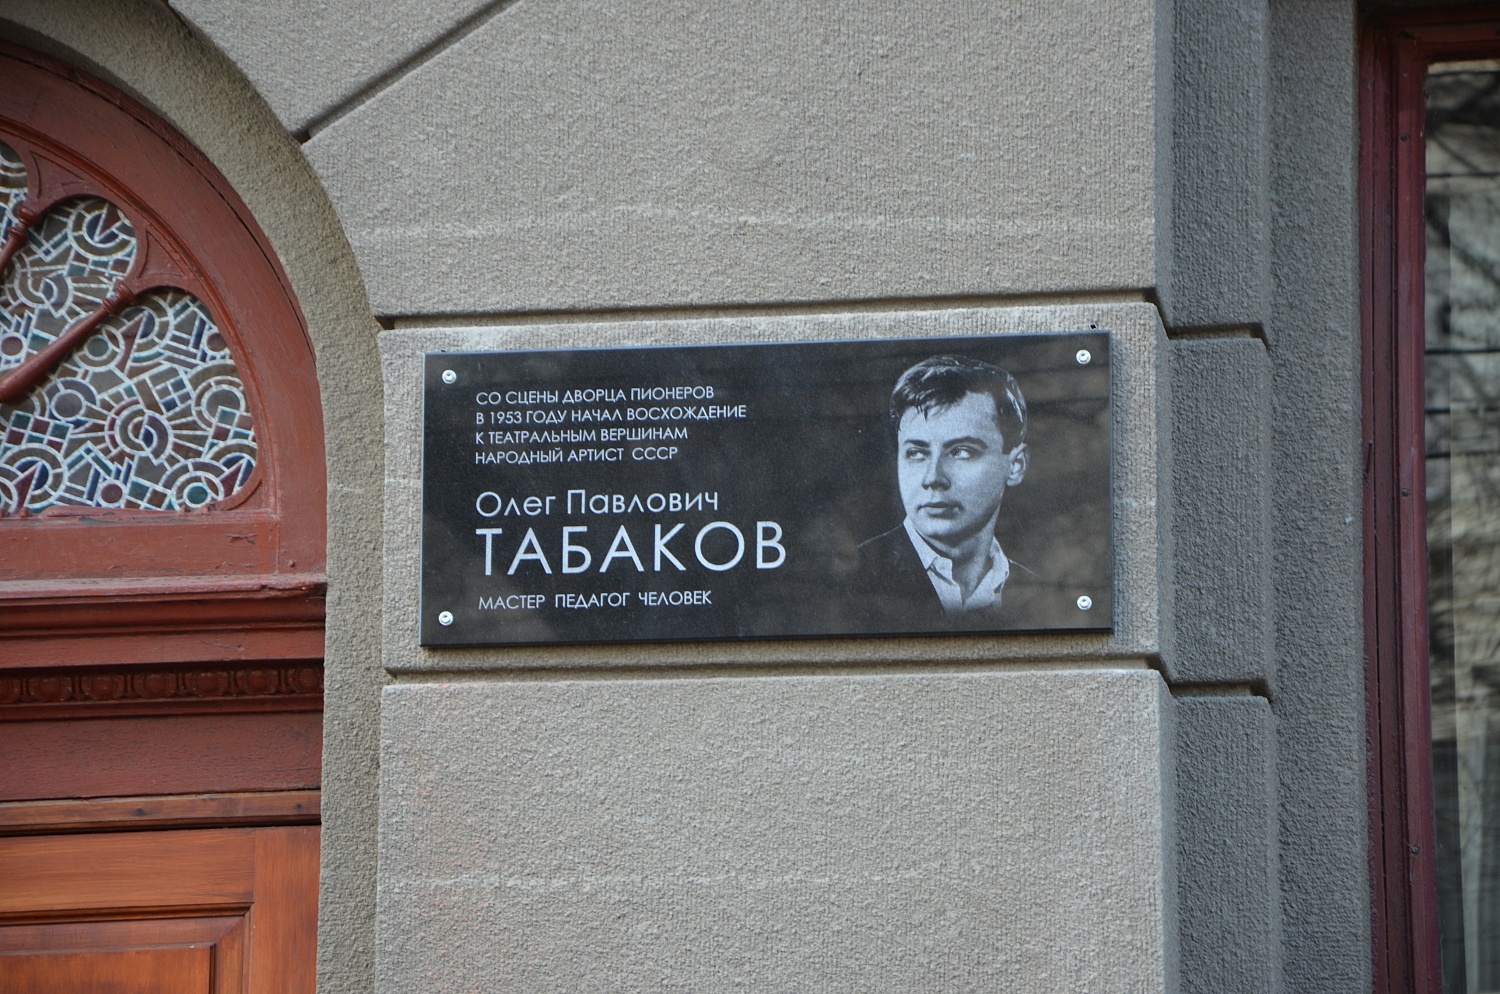 СО СЦЕНЫ ДВОРЦА ПИОНЕРОВ
В 1953 ГОДУ НАЧАЛ ВОСХОЖДЕНИЕ
К ТЕАТРАЛЬНЫМ ВЕРШИНАМ
НАРОДНЫЙ АРТИСТ СССР
Олег Павлович
ТАБАКОВ
МАСТЕР ПЕДАГОГ ЧЕЛОВЕК